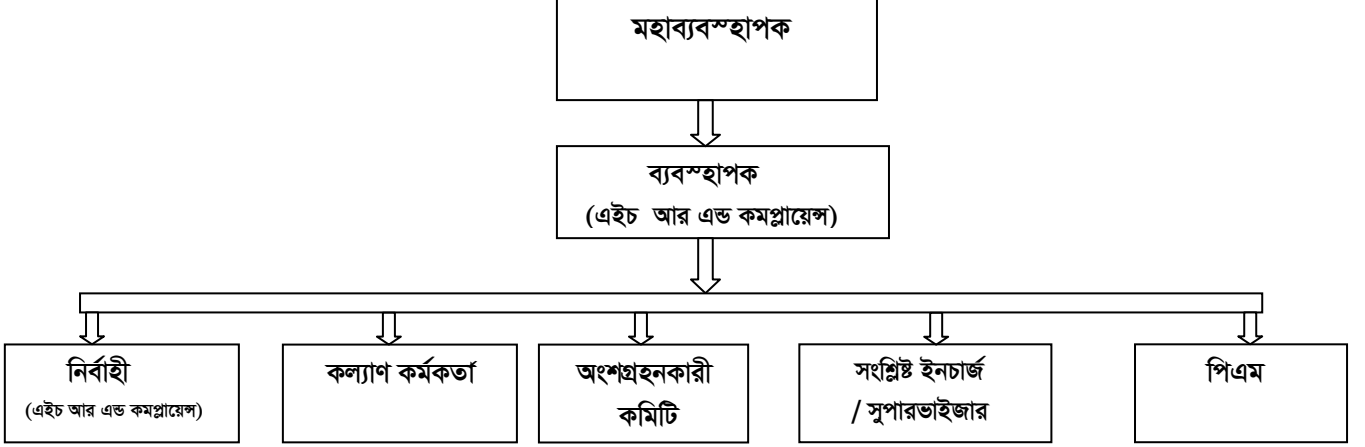 মহাব্যবস্হাপক
ব্যবস্হাপক
(এইচ আর এন্ড কমপ্লায়েন্স)
নির্বাহী
(এইচ আর এন্ড কমপ্লায়েন্স)
কল্যাণ কর্মকর্তা
অংশগ্রহনকারী
কমিটি
সংশ্লিষ্ট ইনচার্জ
/ সুপারভাইজার
পিএম